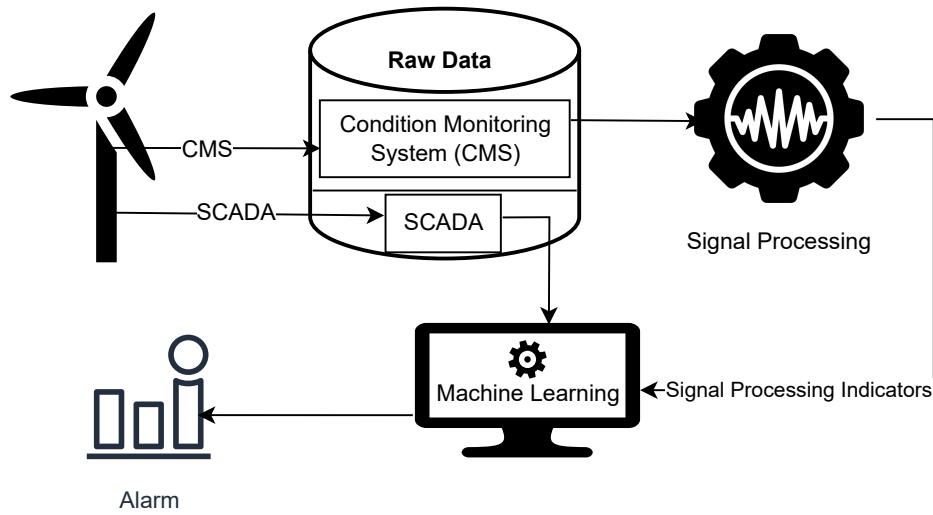 Raw Data
Condition Monitoring
System (CMS)
CMS
SCADA
SCADA
Signal Processing
Machine Learning
Signal Processing Indicators
Alarm